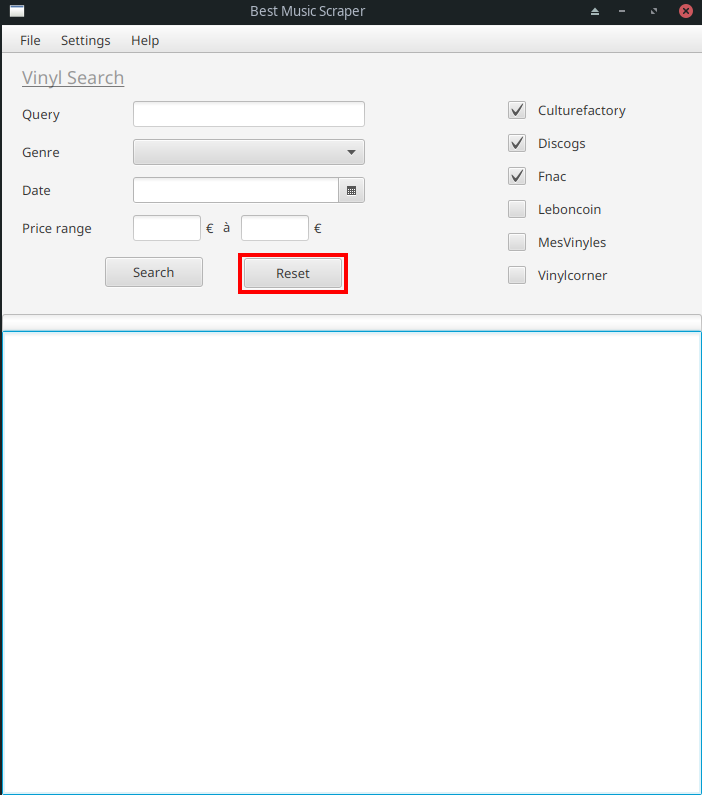 Best Music Scraper
File Settings Help
Vinyl Search
Query
Genre
Date
Price range € à €
Search Reset
Culturefactory
Discogs
Fnac
Leboncoin
MesVinyles
Vinylcorner